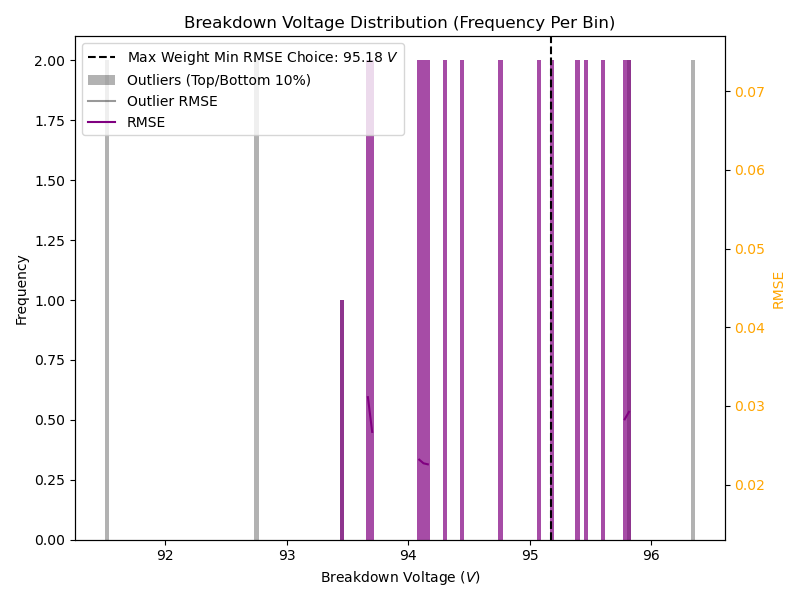 Breakdown Voltage Distribution (Frequency Per Bin)
Max Weight Min RMSE Choice: 95.18 V
Outliers (Top/Bottom 10%)
Outlier RMSE
RMSE
2.00
1.75
1.50
1.25
1.00
0.75
0.50
0.25
0.00
Frequency
0.07
0.06
0.05
0.04
0.03
0.02
RMSE
92
93
94
95
96
Breakdown Voltage (V)